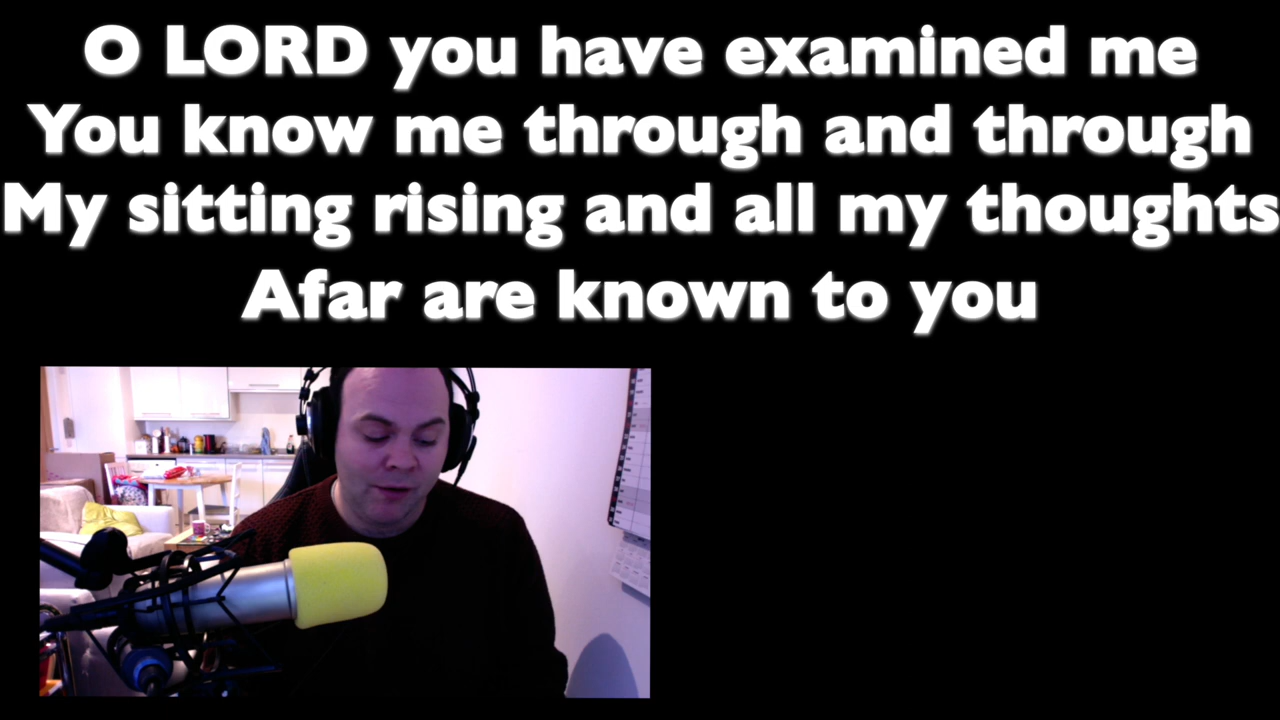 O LORD you have examined me
You know me through and through
My sitting rising and all my thoughts
Afar are known to you